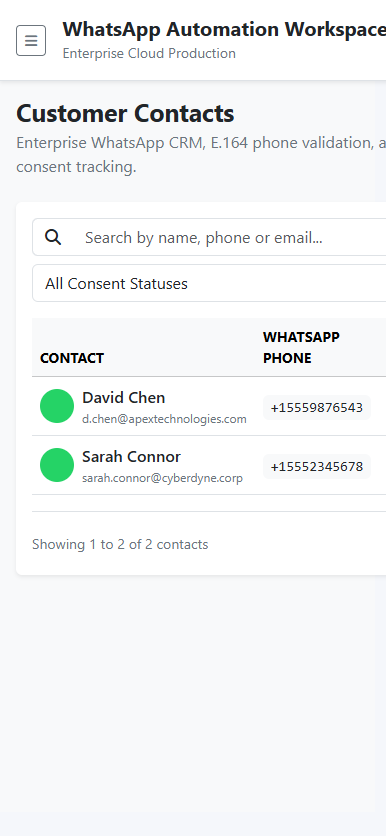 WhatsApp Automation Workspace
Enterprise Cloud Production
Customer Contacts
Enterprise WhatsApp CRM, E.164 phone validation, a
consent tracking.
Search by name, phone or email...
All Consent Statuses
CONTACT
WHATSAPP PHONE
David Chen
d.chen@apextechnologies.com
+15559876543
Sarah Connor
sarah.connor@cyberdyne.corp
+15552345678
Showing 1 to 2 of 2 contacts